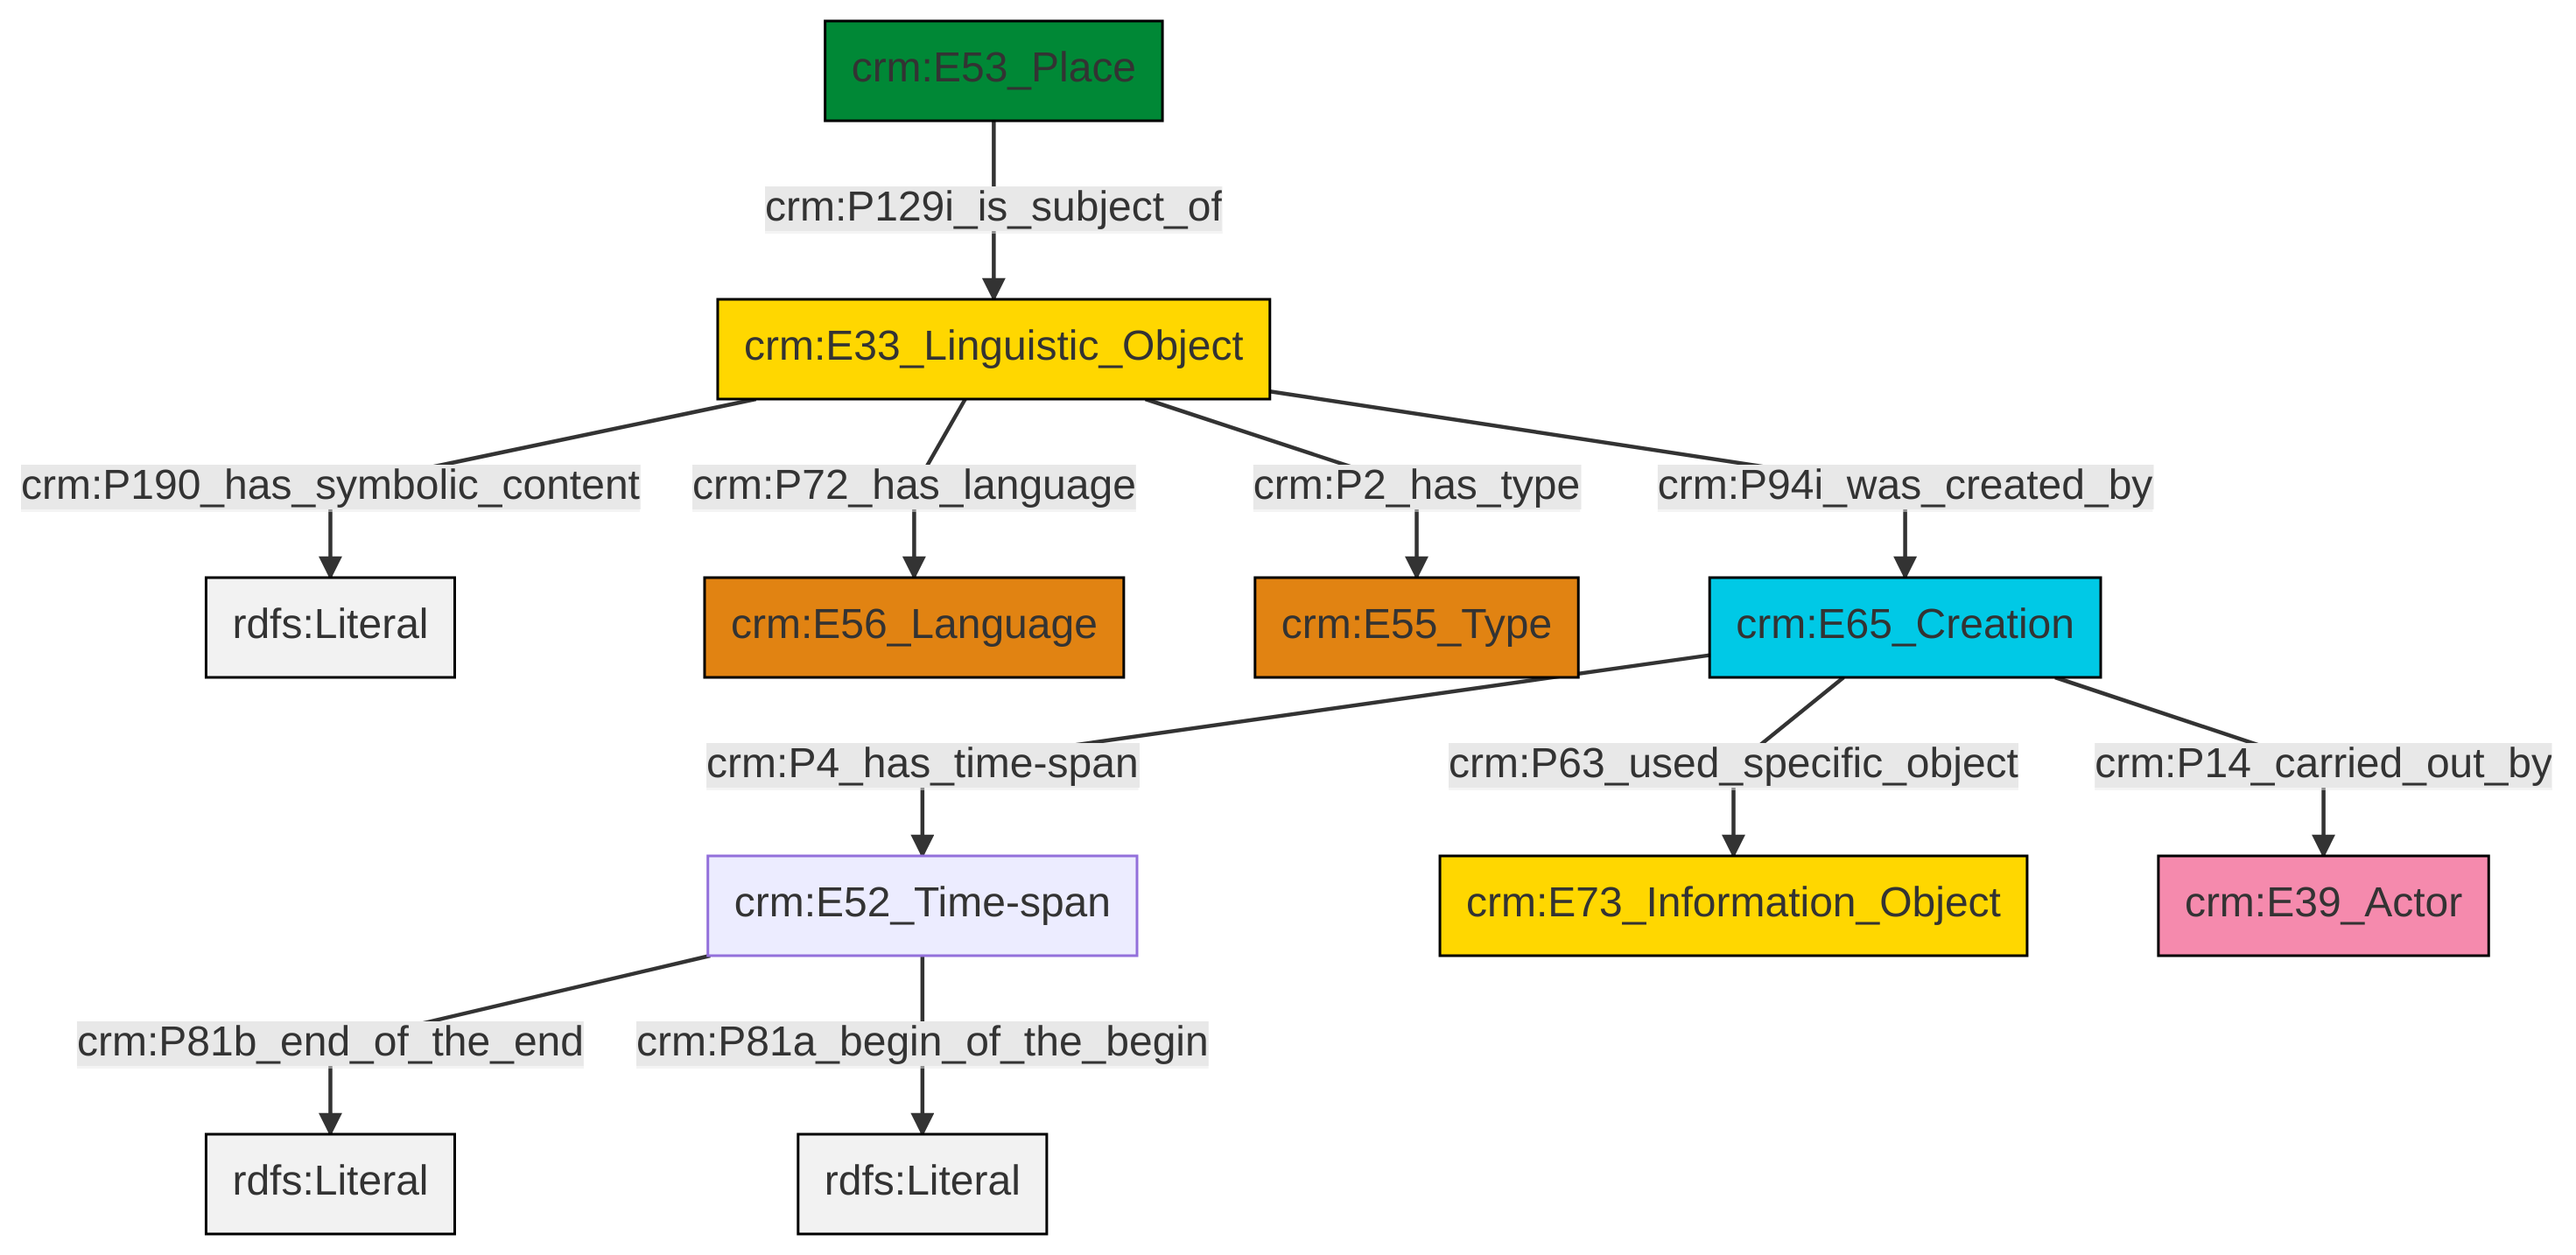 crm:E53_Place
crm:P129i_is_subject_of
crm:E33_Linguistic_Object
crm:P190_has_symbolic_content
crm:P72_has_language
crm:P2_has_type
crm:P94i_was_created_by
rdfs:Literal
crm:E56_Language
crm:E55_Type
crm:E65_Creation
crm:P4_has_time-span
crm:P63_used_specific_object
crm:P14_carried_out_by
crm:E52_Time-span
crm:E73_Information_Object
crm:E39_Actor
crm:P81b_end_of_the_end
crm:P81a_begin_of_the_begin
rdfs:Literal
rdfs:Literal